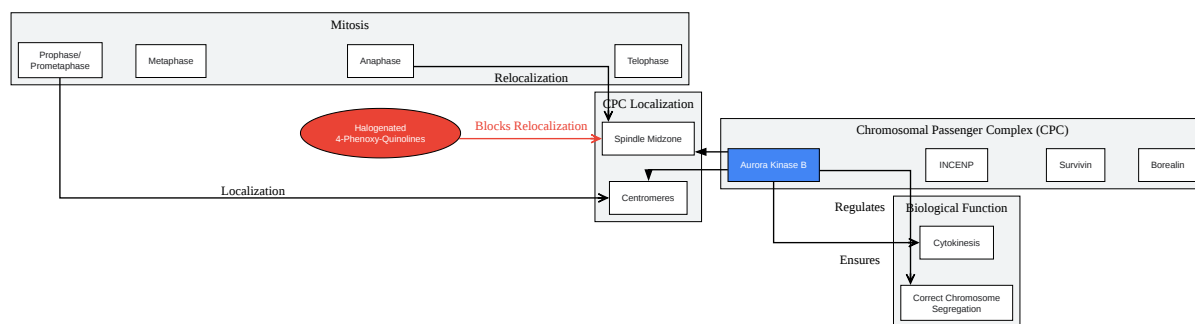 Mitosis
Prophase/
Prometaphase
Metaphase
Anaphase
Telophase
Relocalization
CPC Localization
Halogenated
4-Phenoxy-Quinolines
Blocks Relocalization
Spindle Midzone
Chromosomal Passenger Complex (CPC)
Aurora Kinase B
INCENP
Survivin
Borealin
Localization
Centromeres
Regulates
Biological Function
Cytokinesis
Ensures
Correct Chromosome
Segregation